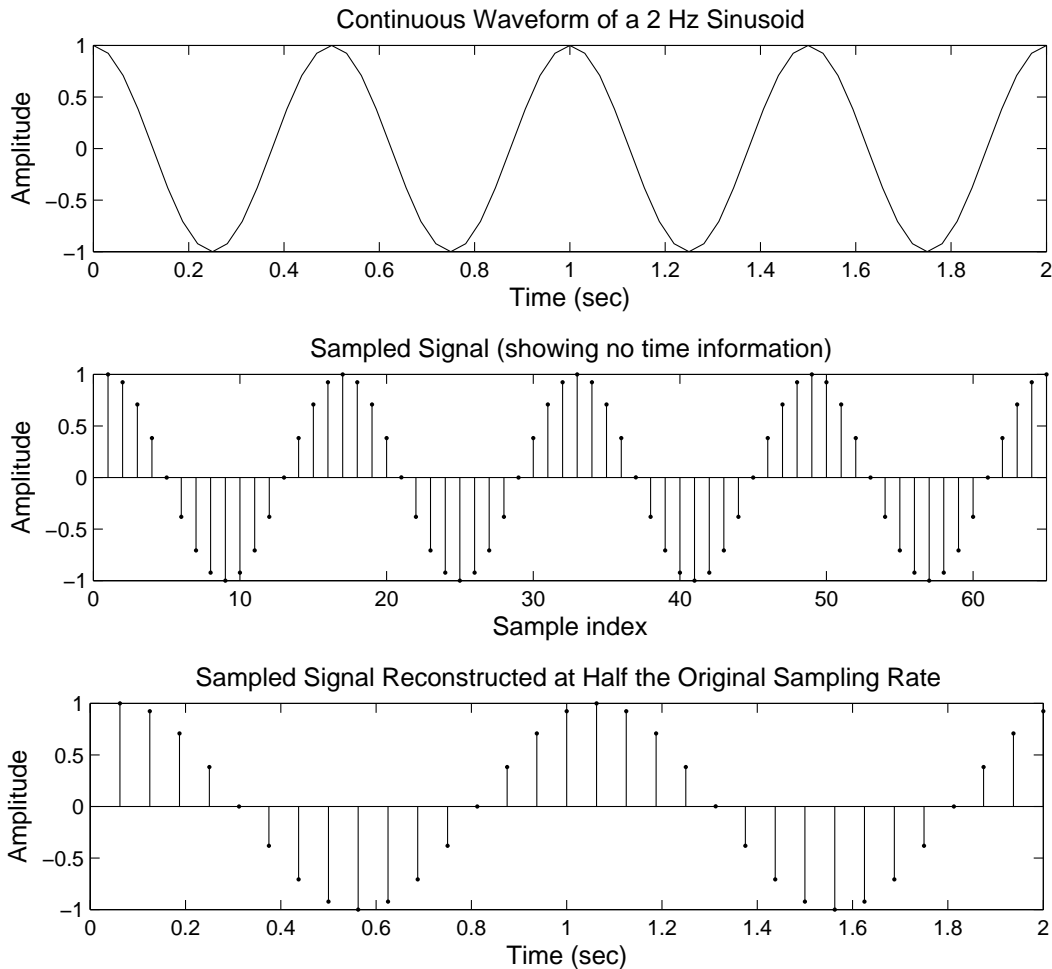 Continuous Waveform of a 2 Hz Sinusoid
1
0.5
0
−0.5
−1
Amplitude
0 0.2 0.4 0.6 0.8 1 1.2 1.4 1.6 1.8 2
Time (sec)
Sampled Signal (showing no time information)
1
0.5
0
−0.5
−1
Amplitude
0 10 20 30 40 50 60
Sample index
Sampled Signal Reconstructed at Half the Original Sampling Rate
1
0.5
0
−0.5
−1
Amplitude
0 0.2 0.4 0.6 0.8 1 1.2 1.4 1.6 1.8 2
Time (sec)